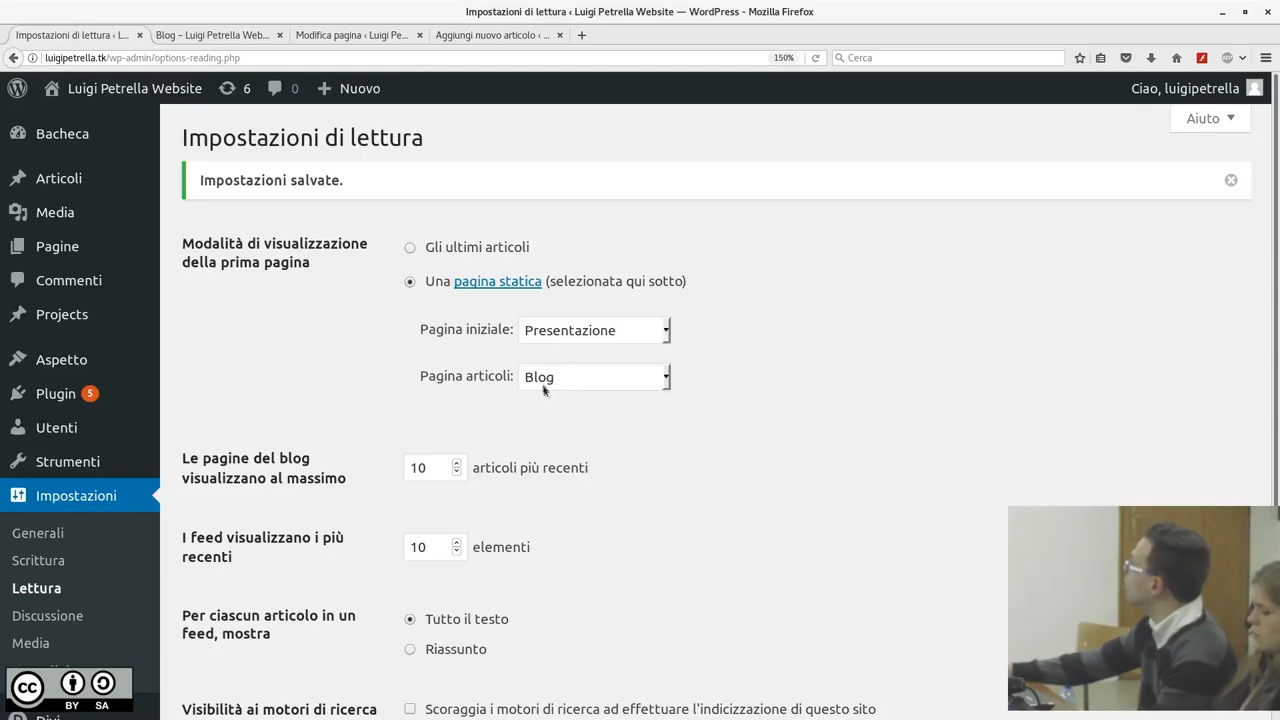 Impostazioni di lettura ‹ Luigi Petrella Website — WordPress - Mozilla Firefox
Impostazioni di lettura ‹ L...
Blog – Luigi Petrella Web...
Modifica pagina ‹ Luigi Pe...
Aggiungi nuovo articolo ‹ ...
luigipetrella.tk/wp-admin/options-reading.php
150%
Cerca
Luigi Petrella Website
6
0
Nuovo
Ciao, luigipetrella
Aiuto
Bacheca
Articoli
Media
Pagine
Commenti
Projects
Aspetto
Plugin 5
Utenti
Strumenti
Impostazioni
Generali
Scrittura
Lettura
Discussione
Media
Impostazioni di lettura
Impostazioni salvate.
Modalità di visualizzazione
della prima pagina
Gli ultimi articoli
Una pagina statica (selezionata qui sotto)
Pagina iniziale: Presentazione
Pagina articoli: Blog
Le pagine del blog
visualizzano al massimo
10 articoli più recenti
I feed visualizzano i più
recenti
10 elementi
Per ciascun articolo in un
feed, mostra
Tutto il testo
Riassunto
Visibilità ai motori di ricerca
Scoraggia i motori di ricerca ad effettuare l'indicizzazione di questo sito
cc
BY SA